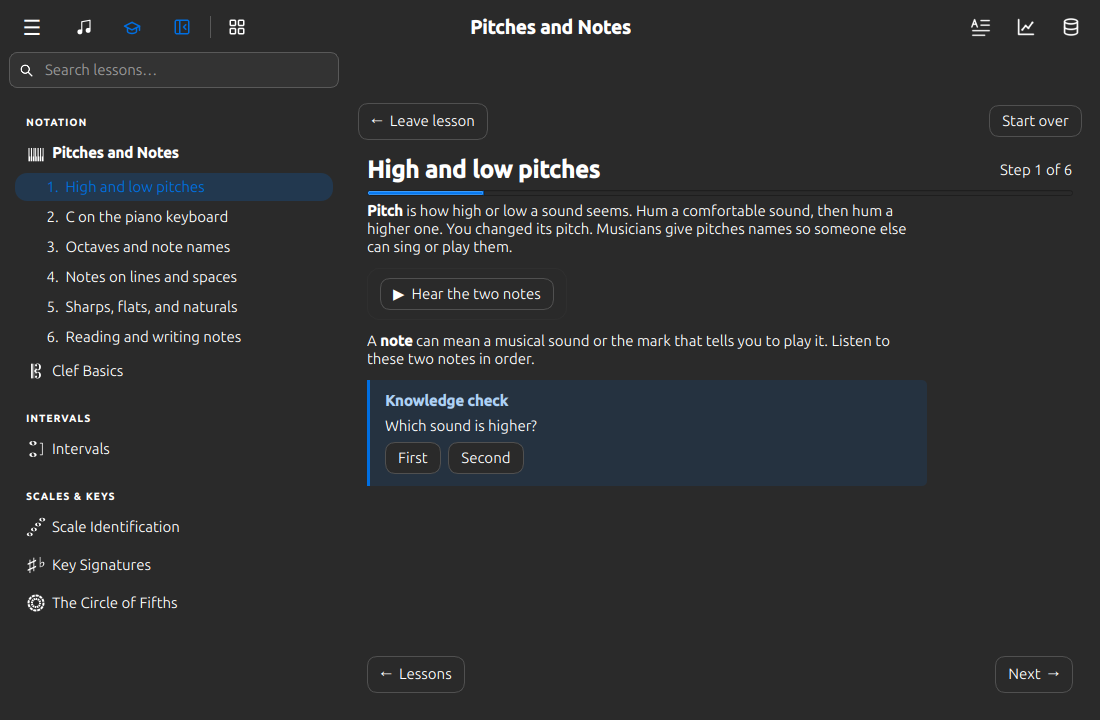 Pitches and Notes
Search lessons…
NOTATION
Pitches and Notes
1. High and low pitches
2. C on the piano keyboard
3. Octaves and note names
4. Notes on lines and spaces
5. Sharps, flats, and naturals
6. Reading and writing notes
Clef Basics
INTERVALS
Intervals
SCALES & KEYS
Scale Identification
Key Signatures
The Circle of Fifths
← Leave lesson
Start over
High and low pitches
Step 1 of 6
Pitch is how high or low a sound seems. Hum a comfortable sound, then hum a
higher one. You changed its pitch. Musicians give pitches names so someone else
can sing or play them.
▶ Hear the two notes
A note can mean a musical sound or the mark that tells you to play it. Listen to
these two notes in order.
Knowledge check
Which sound is higher?
First
Second
← Lessons
Next →